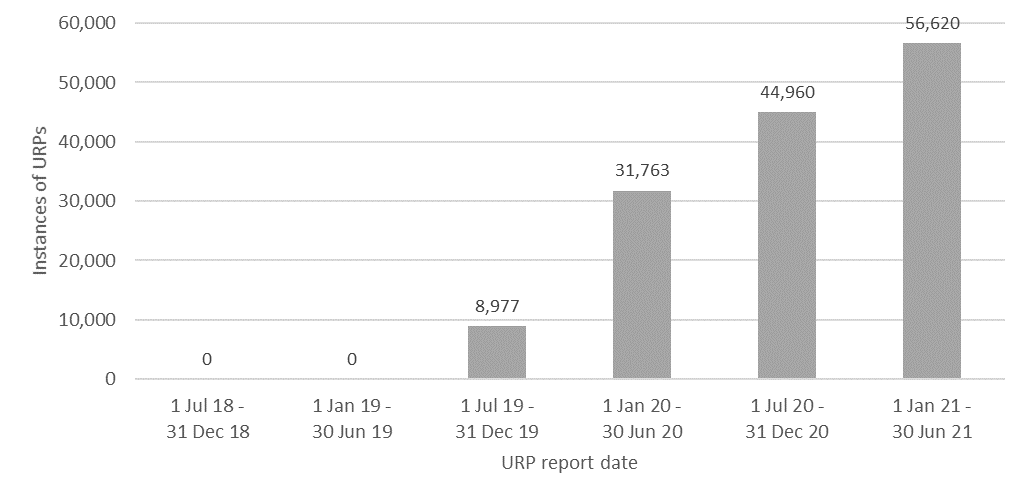 60,000
50,000
40,000
30,000
20,000
10,000
0
Instances of URPs
0
0
8,977
31,763
44,960
56,620
1 Jul 18 -
31 Dec 18
1 Jan 19 -
30 Jun 19
1 Jul 19 -
31 Dec 19
1 Jan 20 -
30 Jun 20
1 Jul 20 -
31 Dec 20
1 Jan 21 -
30 Jun 21
URP report date